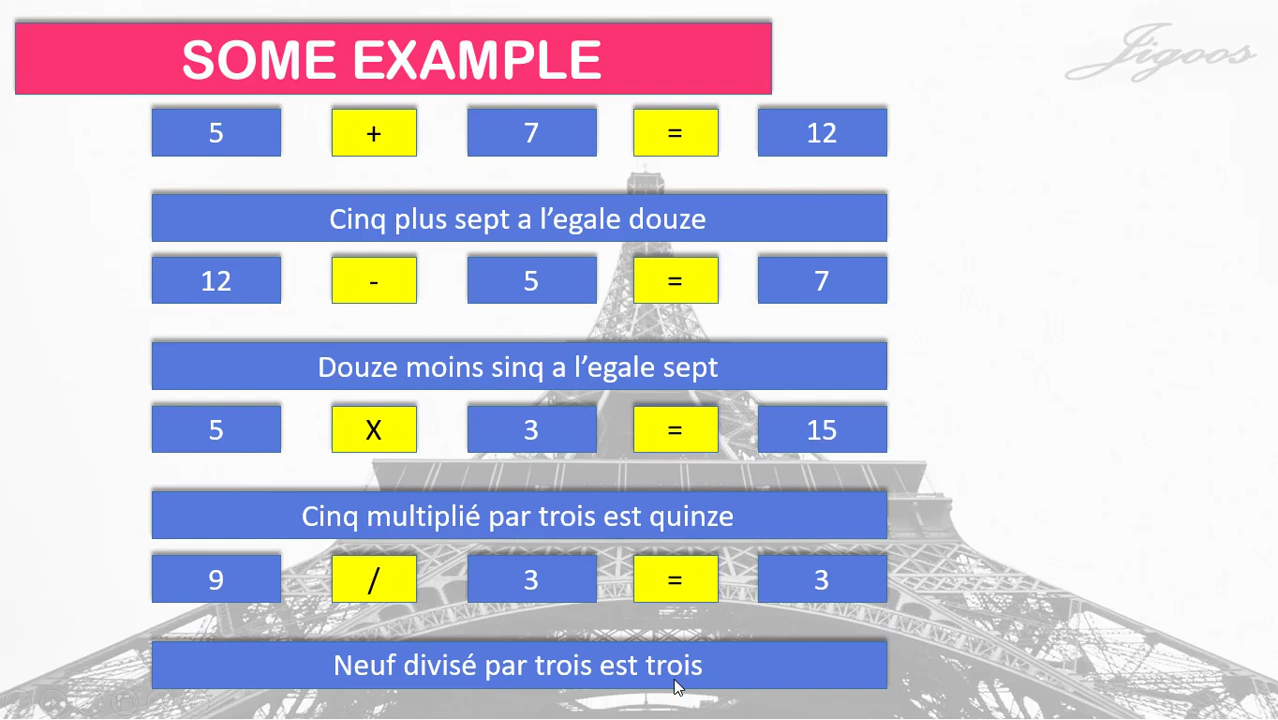 SOME EXAMPLE
Jigoos
5 + 7 = 12
Cinq plus sept a l’egale douze
12 - 5 = 7
Douze moins sinq a l’egale sept
5 X 3 = 15
Cinq multiplié par trois est quinze
9 / 3 = 3
Neuf divisé par trois est trois